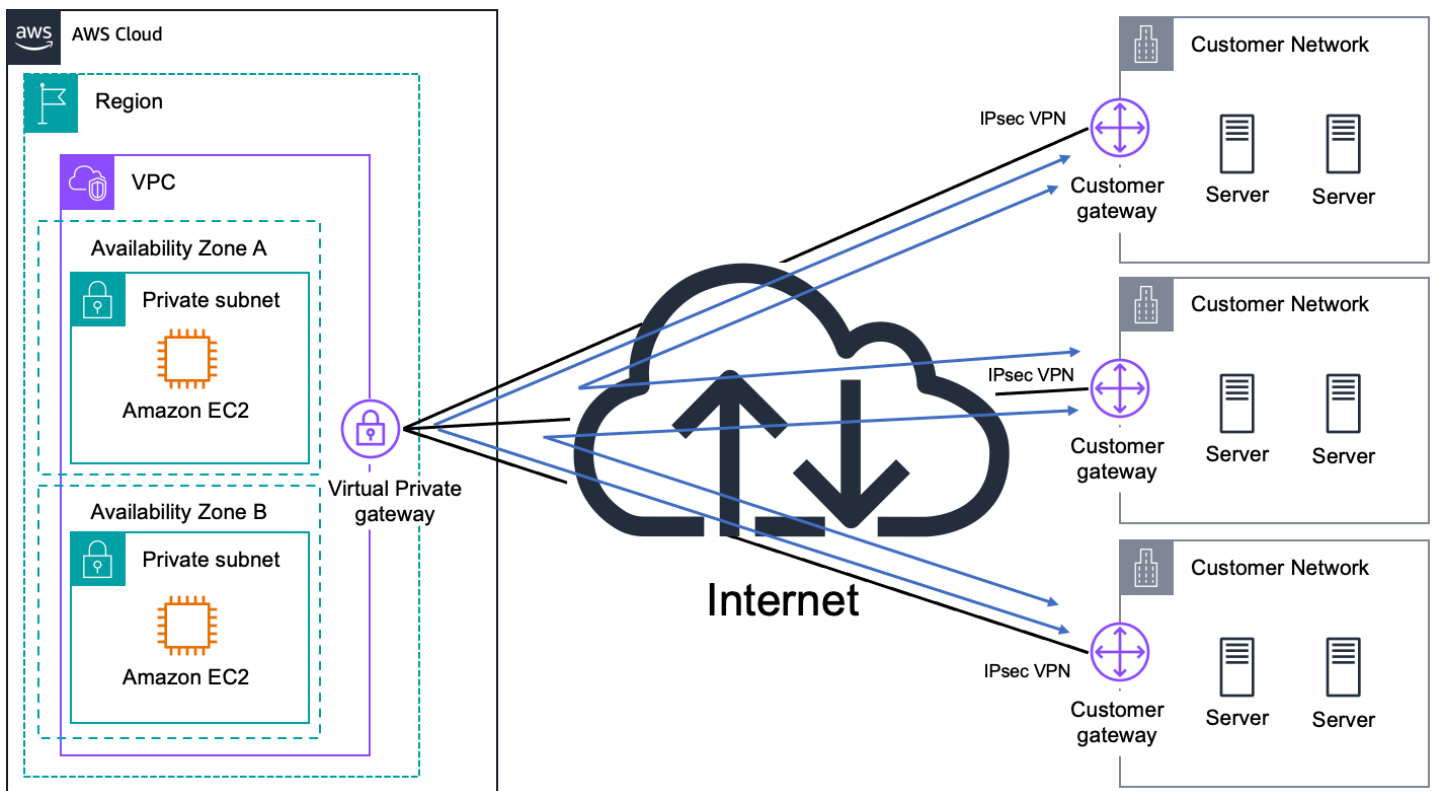 aws
AWS Cloud
Region
VPC
Availability Zone A
Private subnet
Amazon EC2
Virtual Private
gateway
Availability Zone B
Private subnet
Amazon EC2
Internet
IPsec VPN
Customer Network
Customer
gateway
Server
Server
IPsec VPN
Customer Network
Customer
gateway
Server
Server
IPsec VPN
Customer Network
Customer
gateway
Server
Server